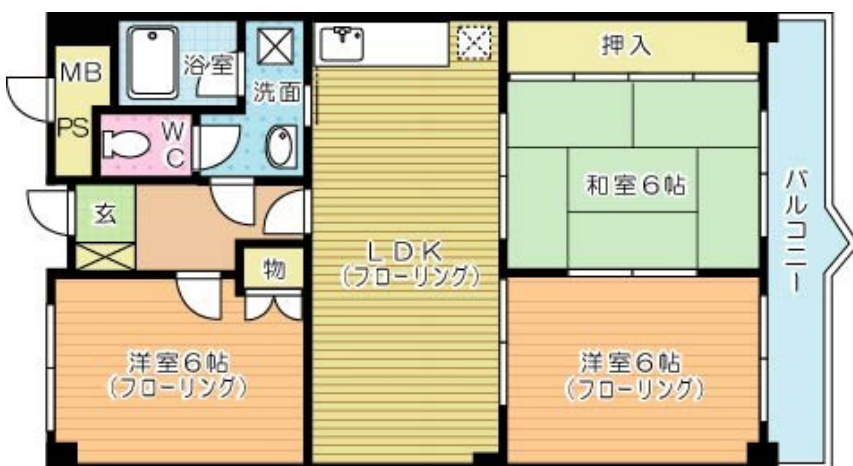 MB
PS
浴室
洗面
WC
玄
物
洋室6帖
(フローリング)
LDK
(フローリング)
押入
和室6帖
洋室6帖
(フローリング)
バルコニー